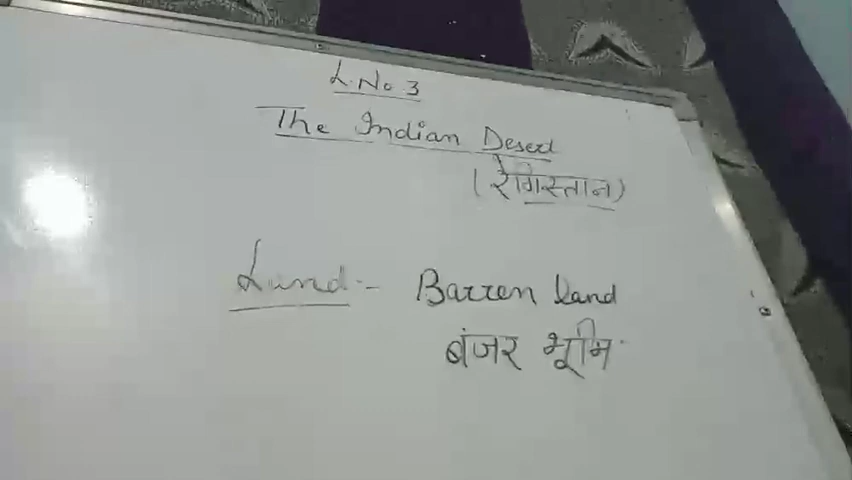 L.No 3
The Indian Desert
(रेगिस्तान)
Land :- Barren land
बंजर भूमि